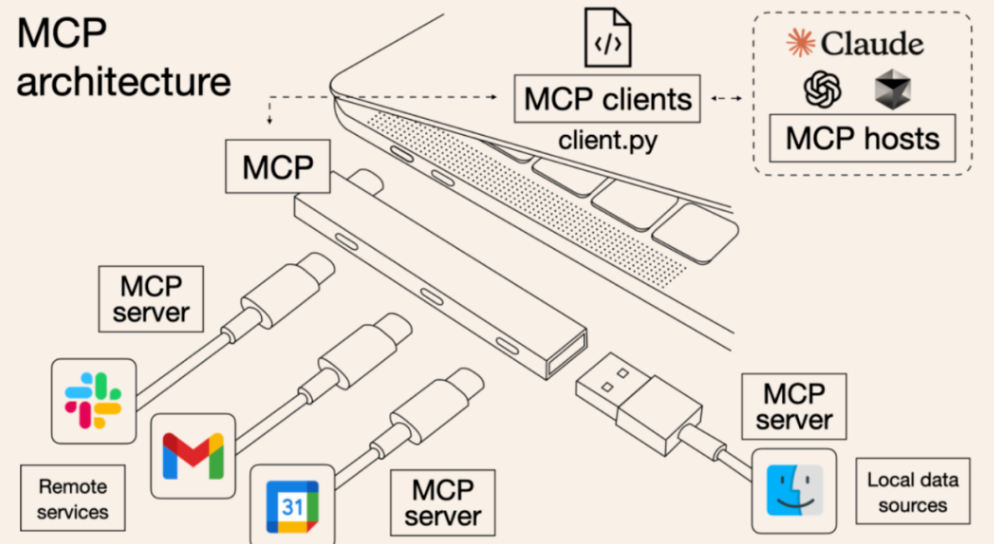 MCP
architecture
</>
MCP clients
client.py
Claude
MCP hosts
MCP
MCP
server
Remote
services
31
MCP
server
MCP
server
Local data
sources